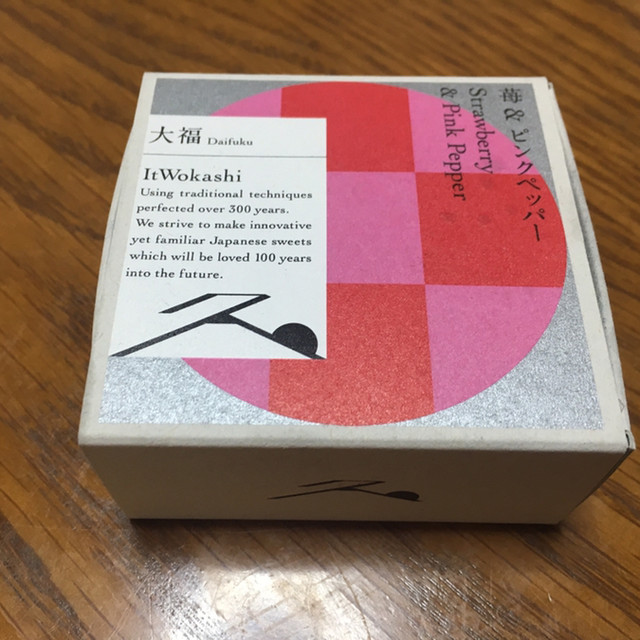 大福 Daifuku
ItWokashi
Using traditional techniques
perfected over 300 years.
We strive to make innovative
yet familiar Japanese sweets
which will be loved 100 years
into the future.
苺 & ピンクペッパー
Strawberry
& Pink Pepper